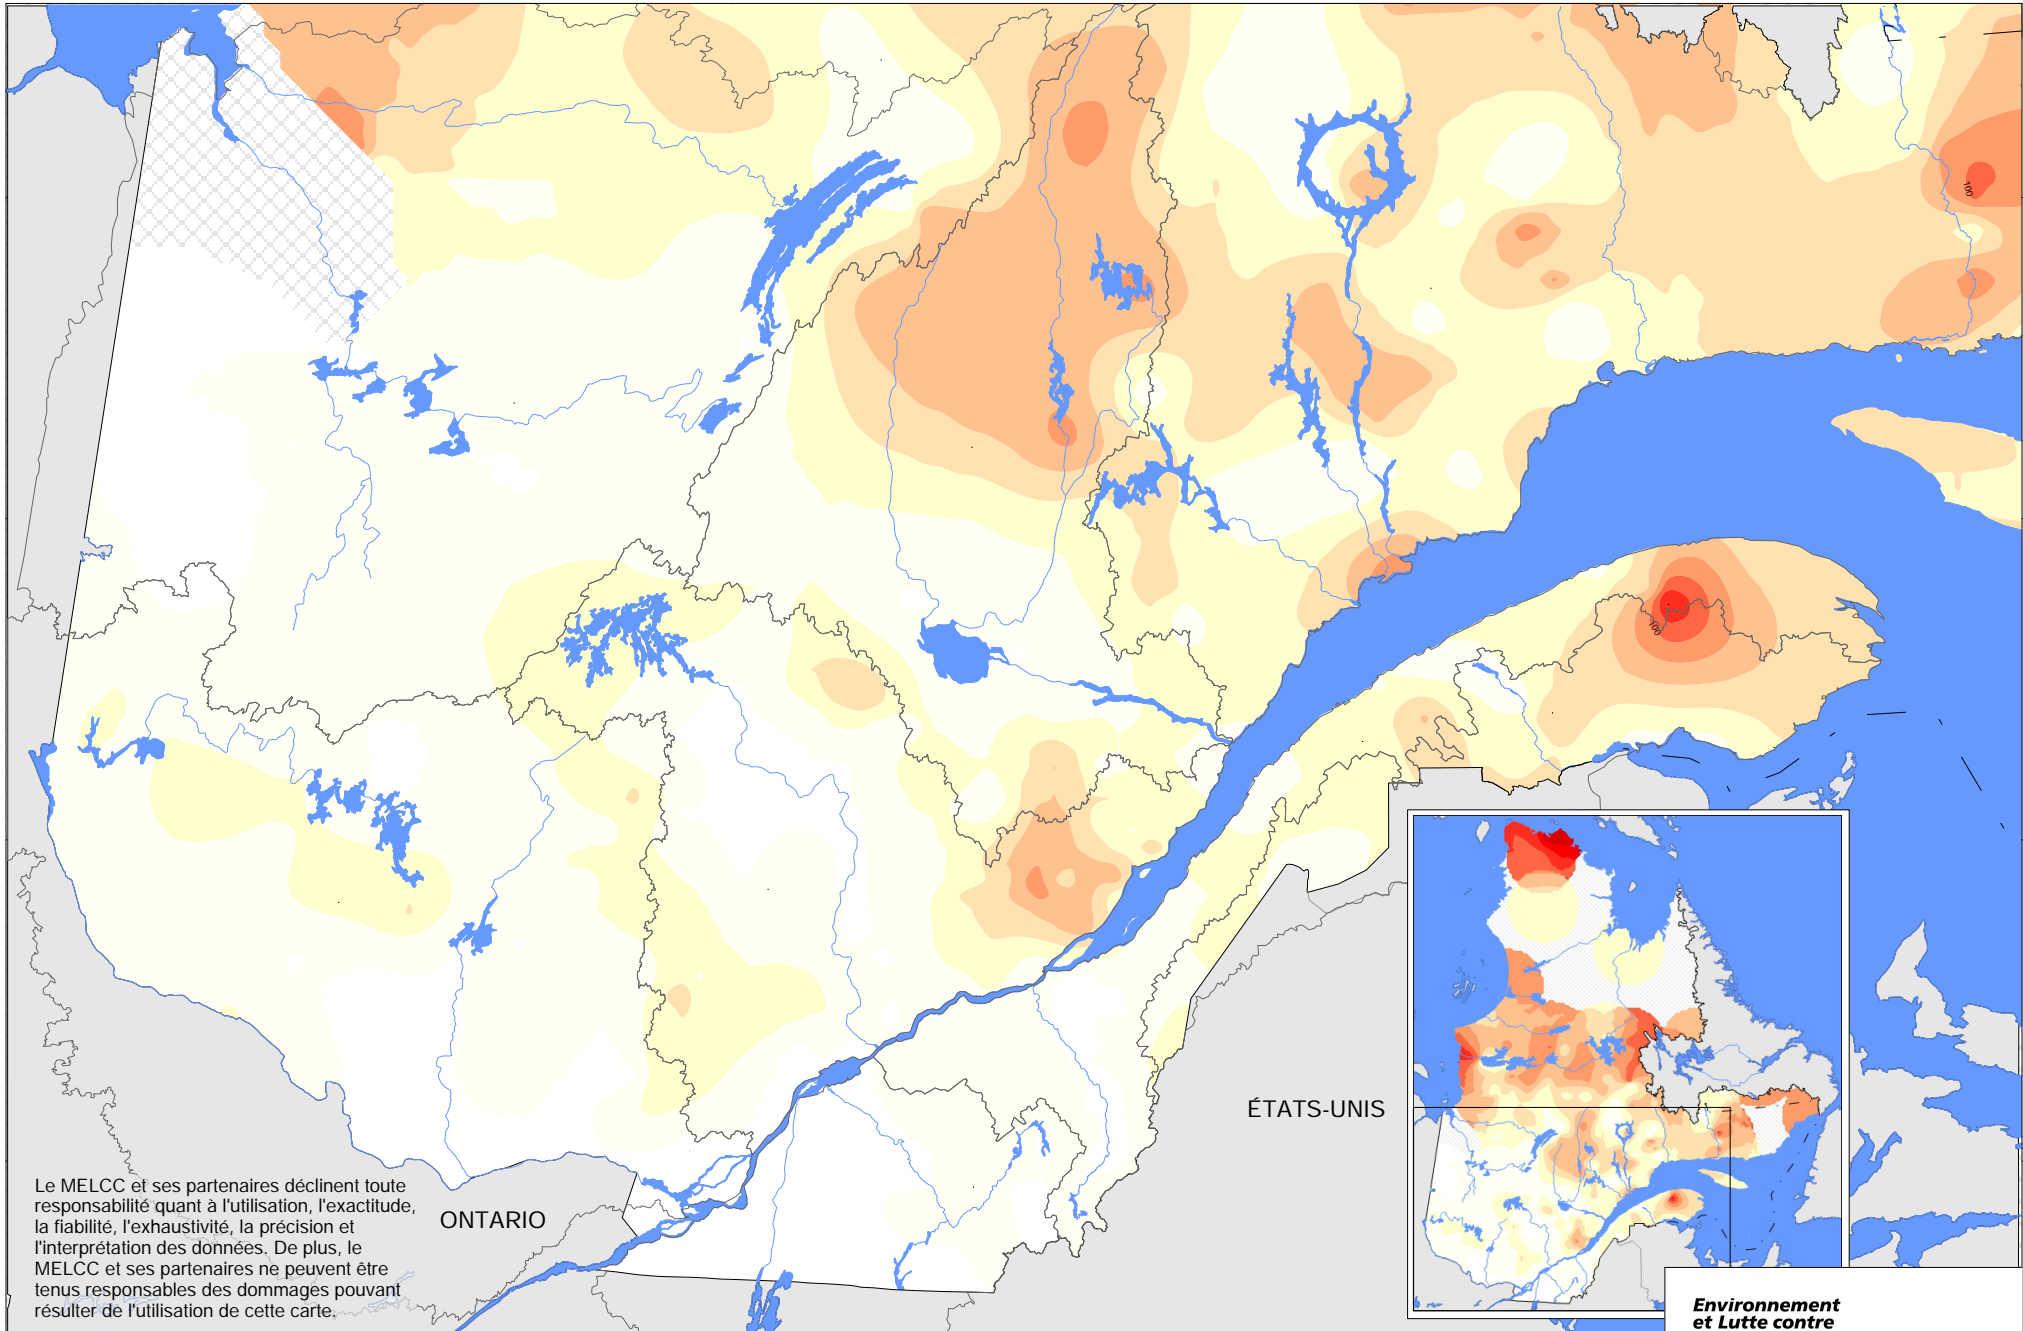 100
100
ÉTATS-UNIS
ONTARIO
Le MELCC et ses partenaires déclinent toute
responsabilité quant à l'utilisation, l'exactitude,
la fiabilité, l'exhaustivité, la précision et
l'interprétation des données. De plus, le
MELCC et ses partenaires ne peuvent être
tenus responsables des dommages pouvant
résulter de l'utilisation de cette carte.
Environnement
et Lutte contre